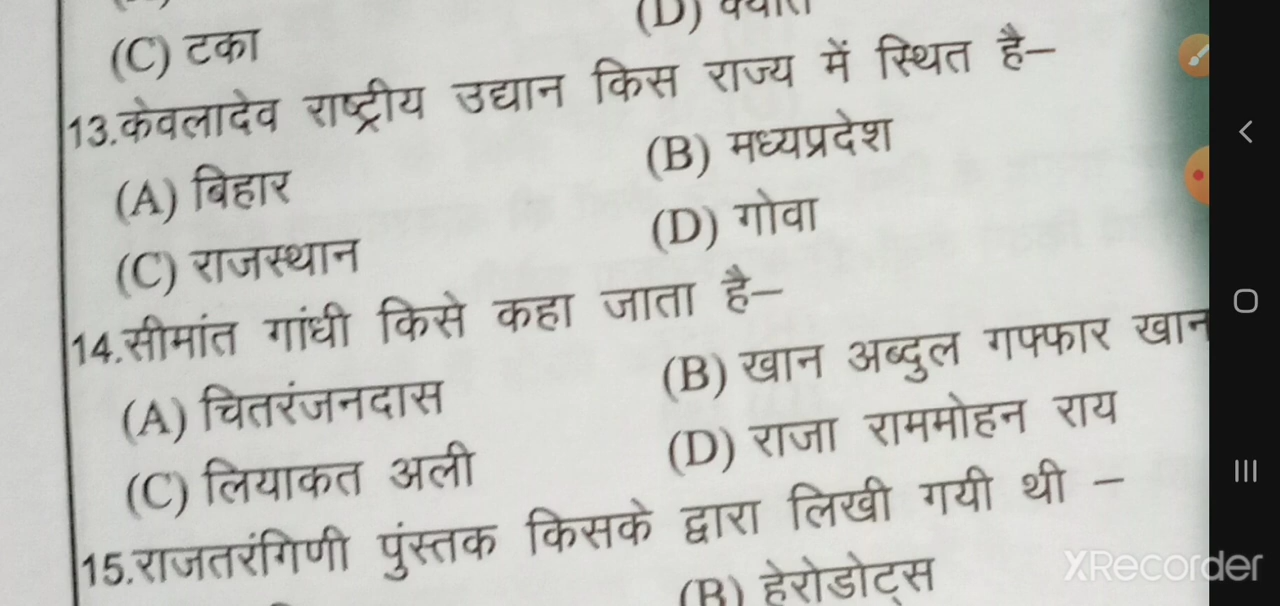 (C) टका
(D)
13.केवलादेव राष्ट्रीय उद्यान किस राज्य में स्थित है–
(A) बिहार (B) मध्यप्रदेश
(C) राजस्थान (D) गोवा
14.सीमांत गांधी किसे कहा जाता है–
(A) चितरंजनदास (B) खान अब्दुल गफ्फार खान
(C) लियाकत अली (D) राजा राममोहन राय
15.राजतरंगिणी पुंस्तक किसके द्वारा लिखी गयी थी –
(B) हेरोडोट्स
XRecorder